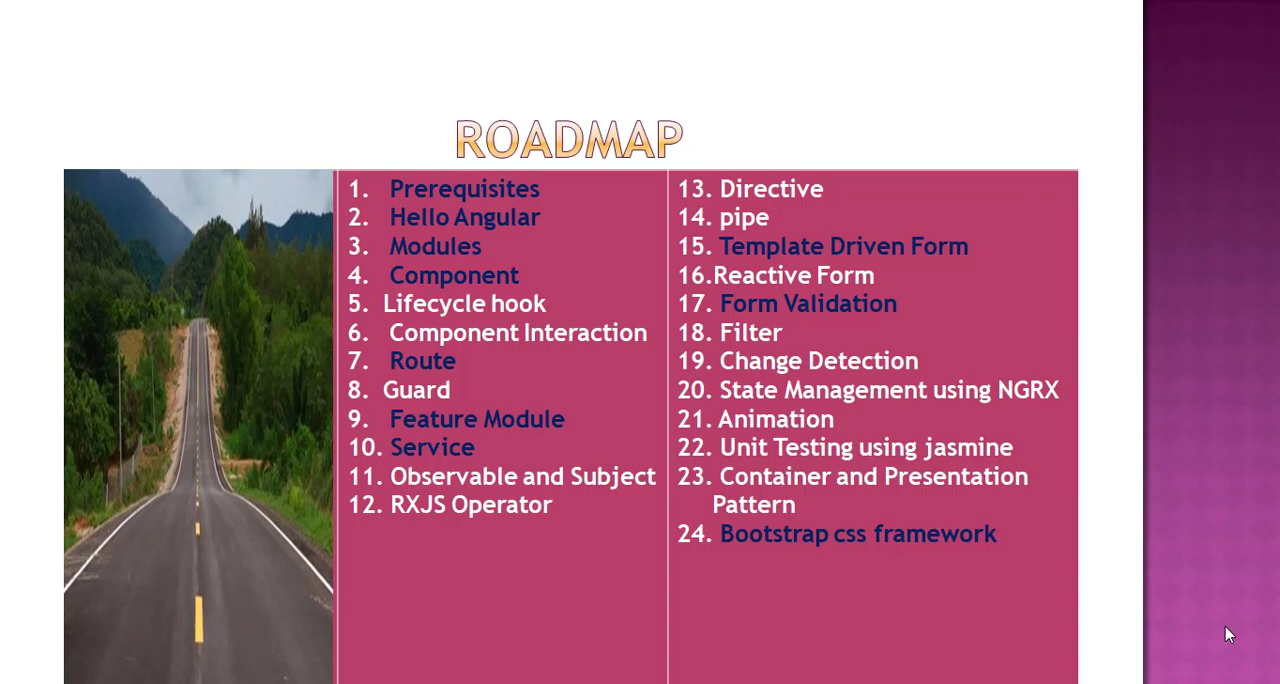 ROADMAP
1. Prerequisites
2. Hello Angular
3. Modules
4. Component
5. Lifecycle hook
6. Component Interaction
7. Route
8. Guard
9. Feature Module
10. Service
11. Observable and Subject
12. RXJS Operator
13. Directive
14. pipe
15. Template Driven Form
16.Reactive Form
17. Form Validation
18. Filter
19. Change Detection
20. State Management using NGRX
21. Animation
22. Unit Testing using jasmine
23. Container and Presentation
Pattern
24. Bootstrap css framework